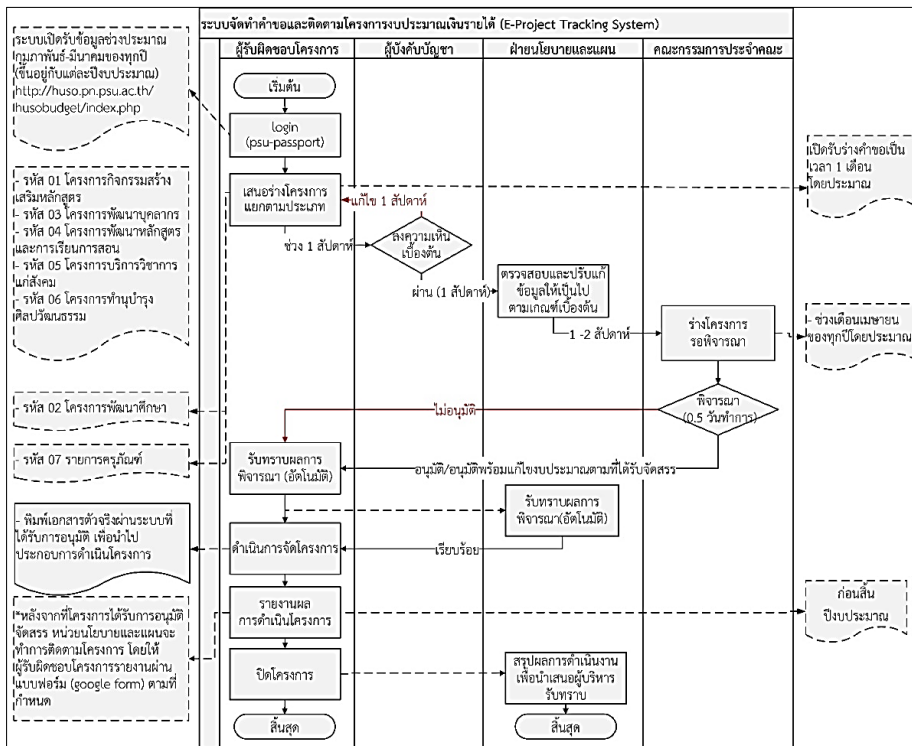 ระบบจัดทำคำขอและติดตามโครงการงบประมาณเงินรายได้ (E-Project Tracking System)
ผู้รับผิดชอบโครงการ
ผู้บังคับบัญชา
ฝ่ายนโยบายและแผน
คณะกรรมการประจำคณะ
ระบบเปิดรับข้อมูลช่วงประมาณ
กุมภาพันธ์-มีนาคมของทุกปี
(ขึ้นอยู่กับแต่ละปีงบประมาณ)
http://huso.pn.psu.ac.th/
husobudget/index.php
เริ่มต้น
login
(psu-passport)
เสนอร่างโครงการ
แยกตามประเภท
เปิดรับร่างคำขอเป็น
เวลา 1 เดือน
โดยประมาณ
- รหัส 01 โครงการกิจกรรมสร้าง
เสริมหลักสูตร
- รหัส 03 โครงการพัฒนาบุคลากร
- รหัส 04 โครงการพัฒนาหลักสูตร
และการเรียนการสอน
- รหัส 05 โครงการบริการวิชาการ
แก่สังคม
- รหัส 06 โครงการทำนุบำรุง
ศิลปวัฒนธรรม
แก้ไข 1 สัปดาห์
ช่วง 1 สัปดาห์
ลงความเห็น
เบื้องต้น
ผ่าน (1 สัปดาห์)
ตรวจสอบและปรับแก้
ข้อมูลให้เป็นไป
ตามเกณฑ์เบื้องต้น
1 -2 สัปดาห์
ร่างโครงการ
รอพิจารณา
- ช่วงเดือนเมษายน
ของทุกปีโดยประมาณ
- รหัส 02 โครงการพัฒนาศึกษา
ไม่อนุมัติ
พิจารณา
(0.5 วันทำการ)
- รหัส 07 รายการครุภัณฑ์
รับทราบผลการ
พิจารณา (อัตโนมัติ)
อนุมัติ/อนุมัติพร้อมแก้ไขงบประมาณตามที่ได้รับจัดสรร
- พิมพ์เอกสารตัวจริงผ่านระบบที่
ได้รับการอนุมัติ เพื่อนำไป
ประกอบการดำเนินโครงการ
รับทราบผลการ
พิจารณา(อัตโนมัติ)
ดำเนินการจัดโครงการ
เรียบร้อย
*หลังจากที่โครงการได้รับการอนุมัติ
จัดสรร หน่วยนโยบายและแผนจะ
ทำการติดตามโครงการ โดยให้
ผู้รับผิดชอบโครงการรายงานผ่าน
แบบฟอร์ม (google form) ตามที่
กำหนด
รายงานผล
การดำเนินโครงการ
ก่อนสิ้น
ปีงบประมาณ
ปิดโครงการ
สรุปผลการดำเนินงาน
เพื่อนำเสนอผู้บริหาร
รับทราบ
สิ้นสุด
สิ้นสุด